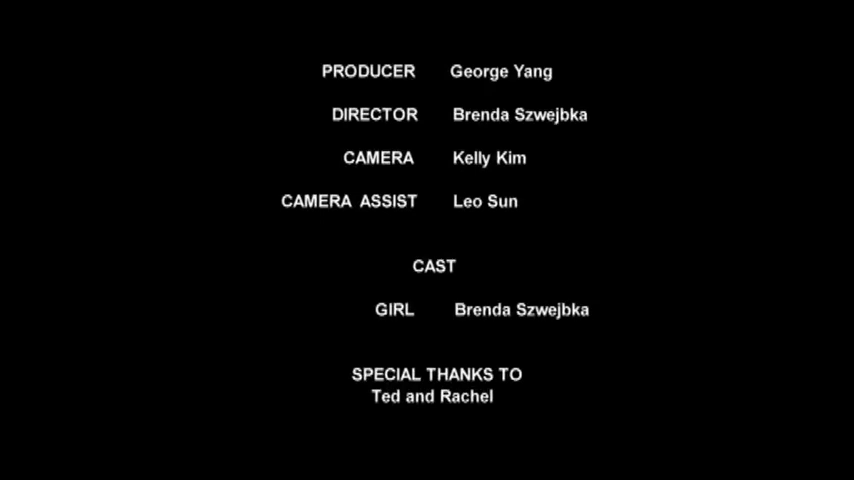 PRODUCER George Yang
DIRECTOR Brenda Szwejbka
CAMERA Kelly Kim
CAMERA ASSIST Leo Sun
CAST
GIRL Brenda Szwejbka
SPECIAL THANKS TO
Ted and Rachel